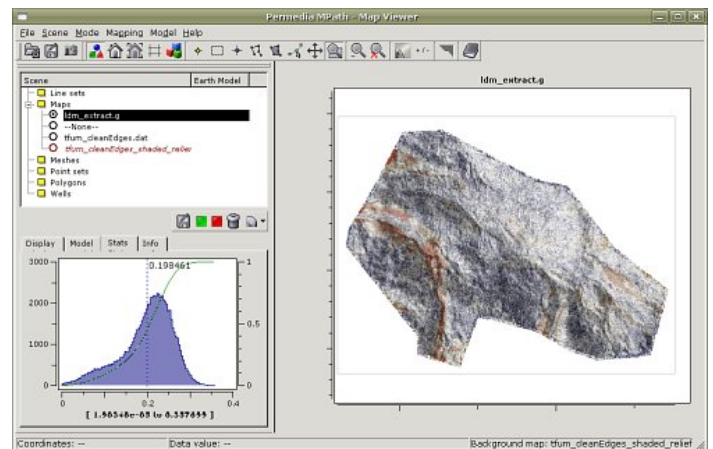 Permedia MPath - Map Viewer
File Scene Mode Mapping Model Help
Scene Earth Model
Line sets
Maps
ldm_extract.g
--None--
tfum_cleanEdges.dat
tfum_cleanEdges_shaded_relief
Meshes
Point sets
Polygons
Wells
Display Model Stats Info
3000 0.198461 1
2000
0.5
1000
0 0
0 0.2 0.4
ldm_extract.g
+/-
Coordinates: -- Data value: -- Background map: tfum_cleanEdges_shaded_relief